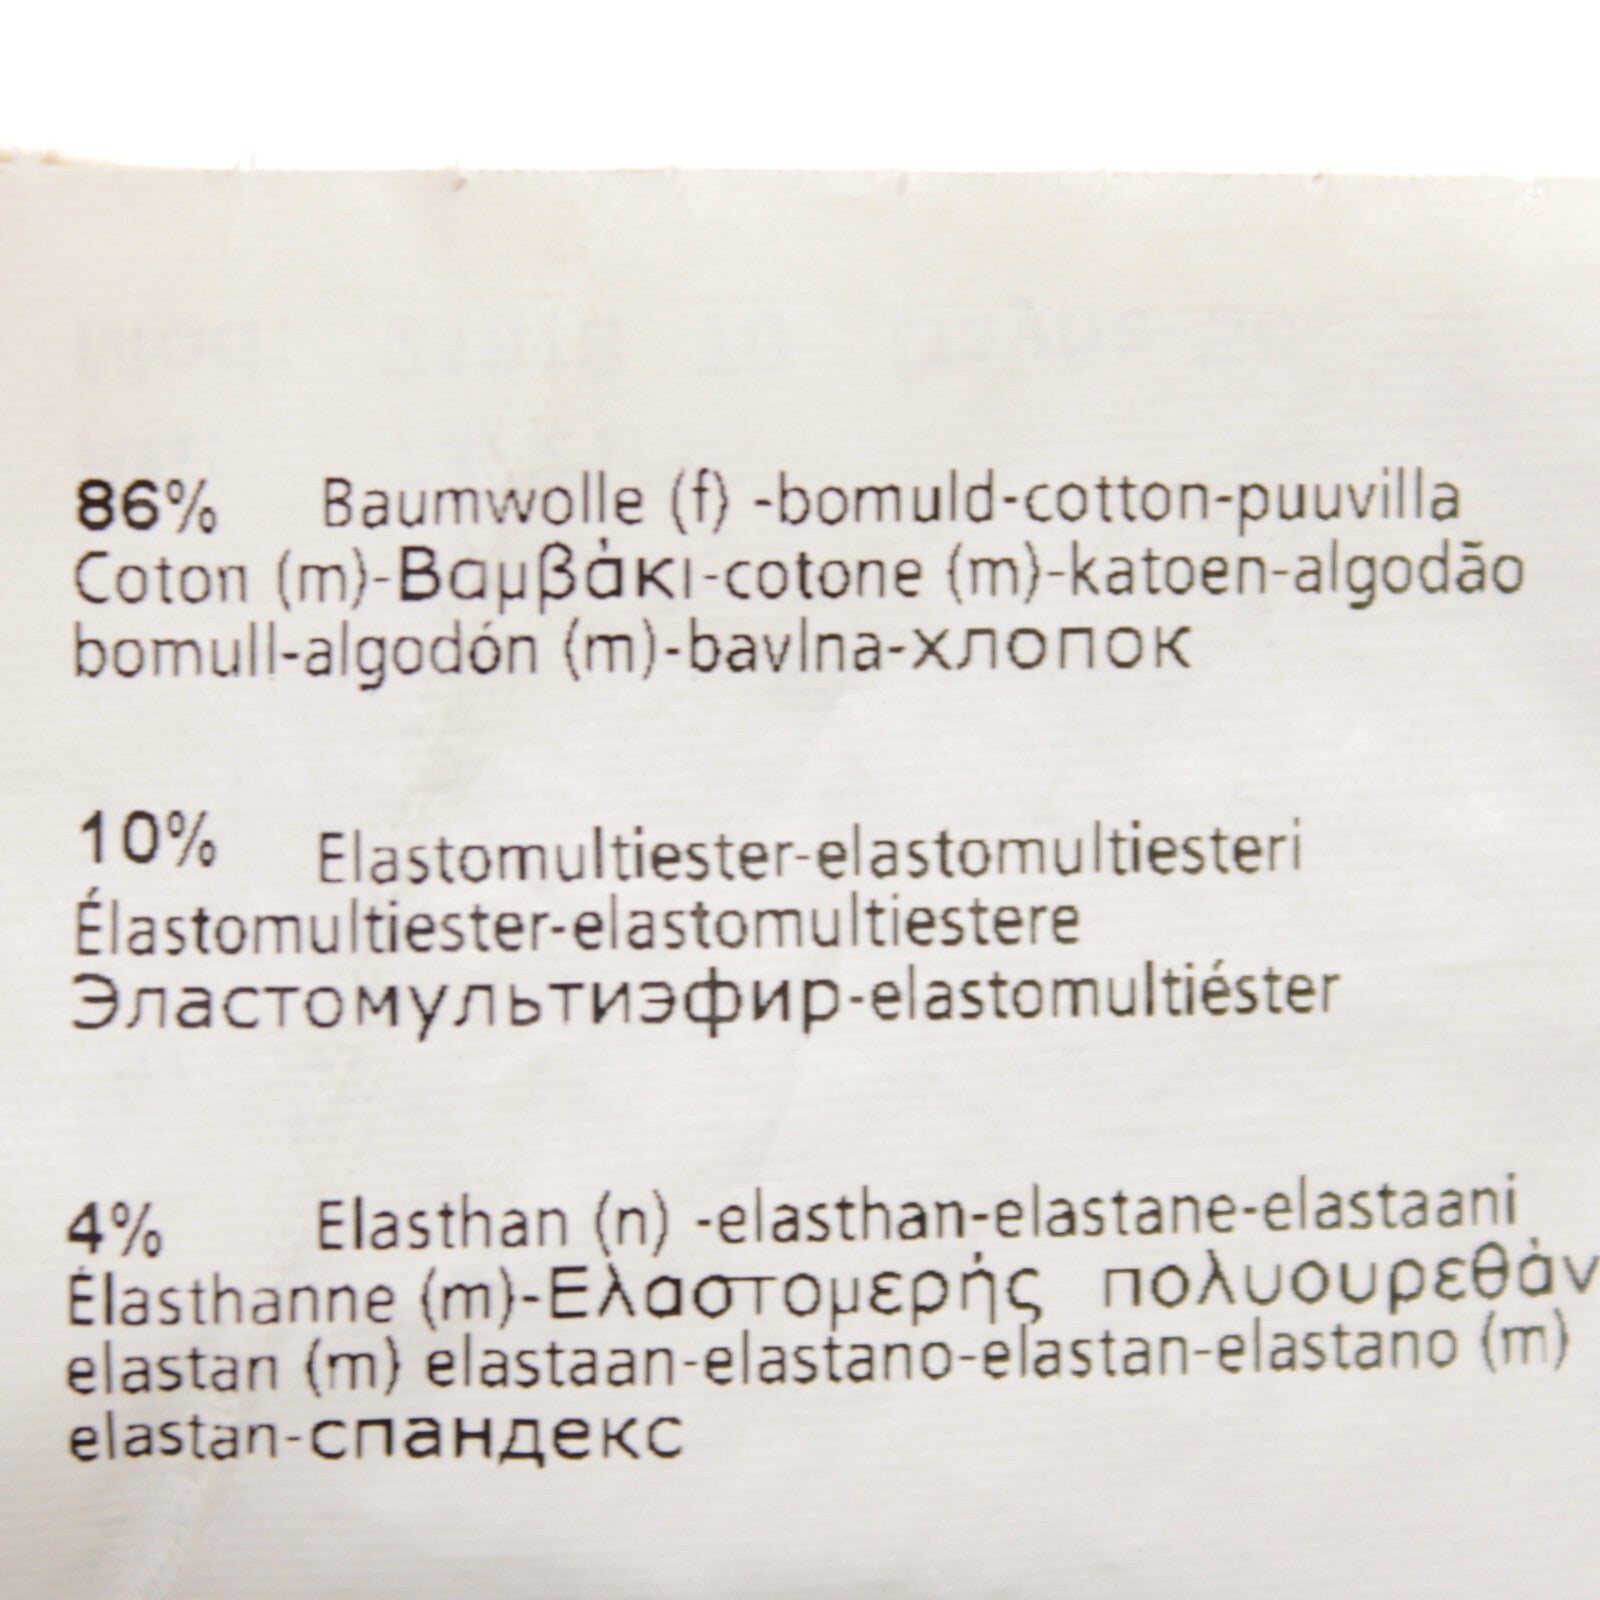 86% Baumwolle (f) -bomuld-cotton-puuvilla
Coton (m)-Βαμβάκι-cotone (m)-katoen-algodão
bomull-algodón (m)-bavlna-хлопок
10% Elastomultiester-elastomultiesteri
Élastomultiester-elastomultiestere
Эластомультиэфир-elastomultiéster
4% Elasthan (n) -elasthan-elastane-elastaani
Élasthanne (m)-Ελαστομερής πολυουρεθάν
elastan (m) elastaan-elastano-elastan-elastano (m)
elastan-спандекс